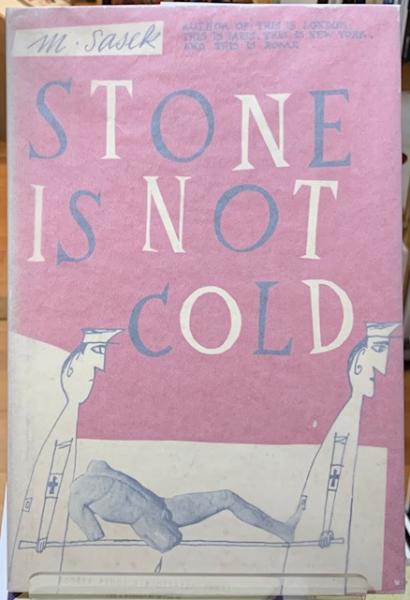 m. sasek
AUTHOR OF THIS IS LONDON,
THIS IS PARIS, THIS IS NEW YORK,
AND THIS IS ROME
STONE
IS NOT
COLD